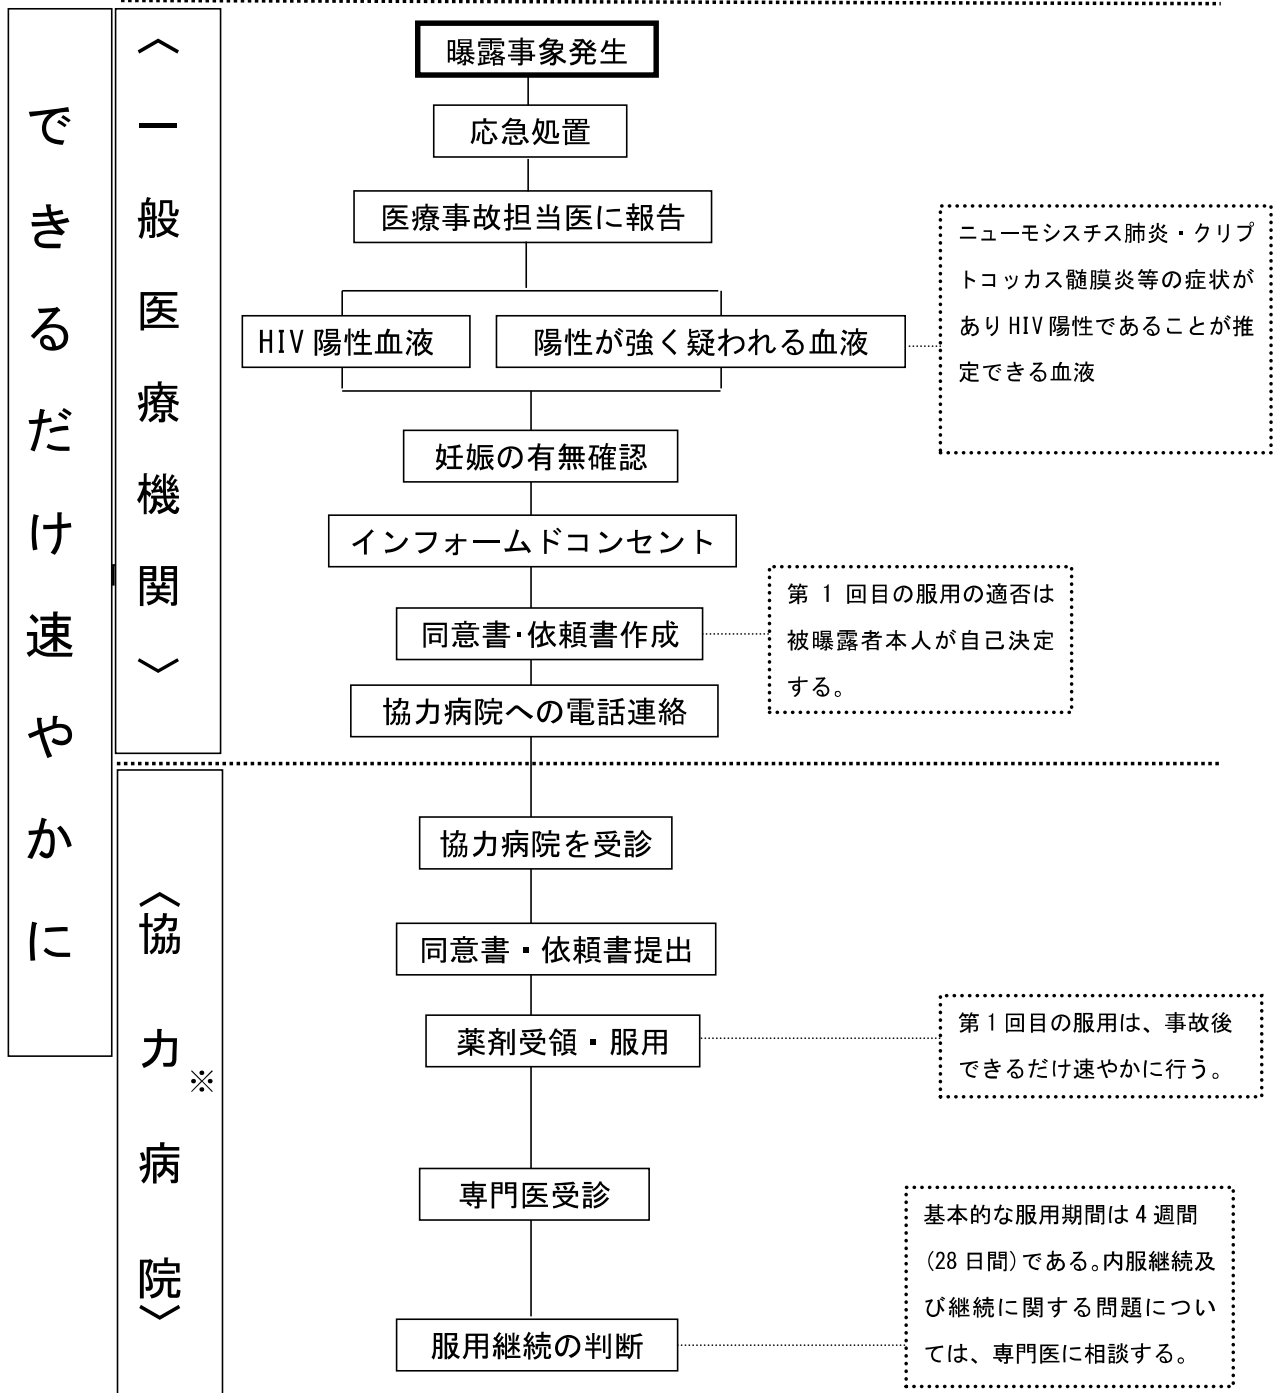 できるだけ速やかに
〈一般医療機関〉
曝露事象発生
応急処置
医療事故担当医に報告
HIV陽性血液
陽性が強く疑われる血液
ニューモシスチス肺炎・クリプ
トコッカス髄膜炎等の症状が
ありHIV陽性であることが推
定できる血液
妊娠の有無確認
インフォームドコンセント
同意書・依頼書作成
第1回目の服用の適否は
被曝露者本人が自己決定
する。
協力病院への電話連絡
〈協力病院〉
※
協力病院を受診
同意書・依頼書提出
薬剤受領・服用
第1回目の服用は、事故後
できるだけ速やかに行う。
専門医受診
服用継続の判断
基本的な服用期間は4週間
(28日間)である。内服継続及
び継続に関する問題につい
ては、専門医に相談する。